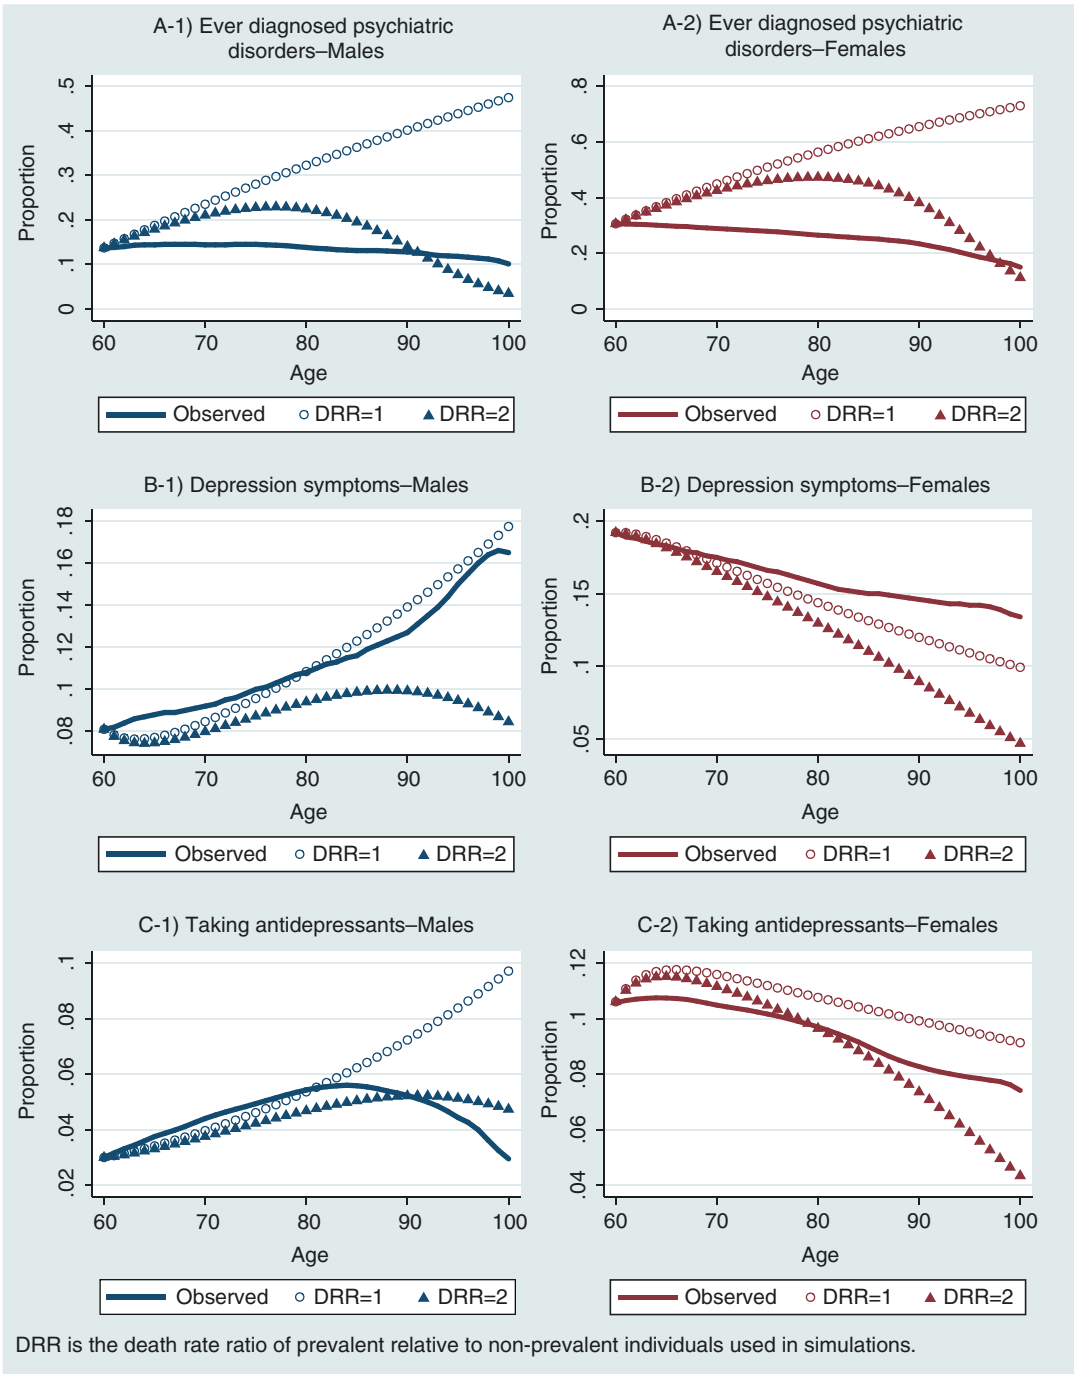 A-1) Ever diagnosed psychiatric
disorders–Males
Proportion
.5
.4
.3
.2
.1
0
60 70 80 90 100
Age
Observed DRR=1 DRR=2
A-2) Ever diagnosed psychiatric
disorders–Females
Proportion
.8
.6
.4
.2
0
60 70 80 90 100
Age
Observed DRR=1 DRR=2
B-1) Depression symptoms–Males
Proportion
.18
.16
.14
.12
.1
.08
60 70 80 90 100
Age
Observed DRR=1 DRR=2
B-2) Depression symptoms–Females
Proportion
.2
.15
.1
.05
60 70 80 90 100
Age
Observed DRR=1 DRR=2
C-1) Taking antidepressants–Males
Proportion
.1
.08
.06
.04
.02
60 70 80 90 100
Age
Observed DRR=1 DRR=2
C-2) Taking antidepressants–Females
Proportion
.12
.1
.08
.06
.04
60 70 80 90 100
Age
Observed DRR=1 DRR=2
DRR is the death rate ratio of prevalent relative to non-prevalent individuals used in simulations.